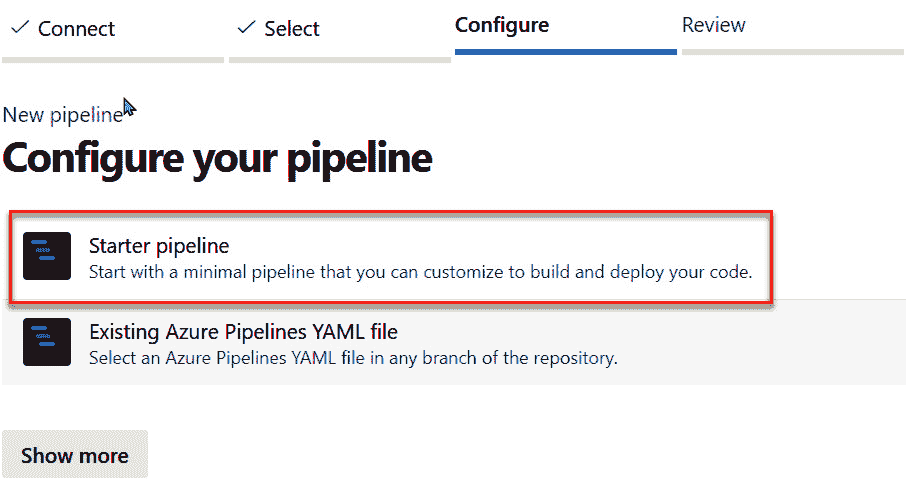 Connect
Select
Configure
Review
New pipeline
Configure your pipeline
Starter pipeline
Start with a minimal pipeline that you can customize to build and deploy your code.
Existing Azure Pipelines YAML file
Select an Azure Pipelines YAML file in any branch of the repository.
Show more